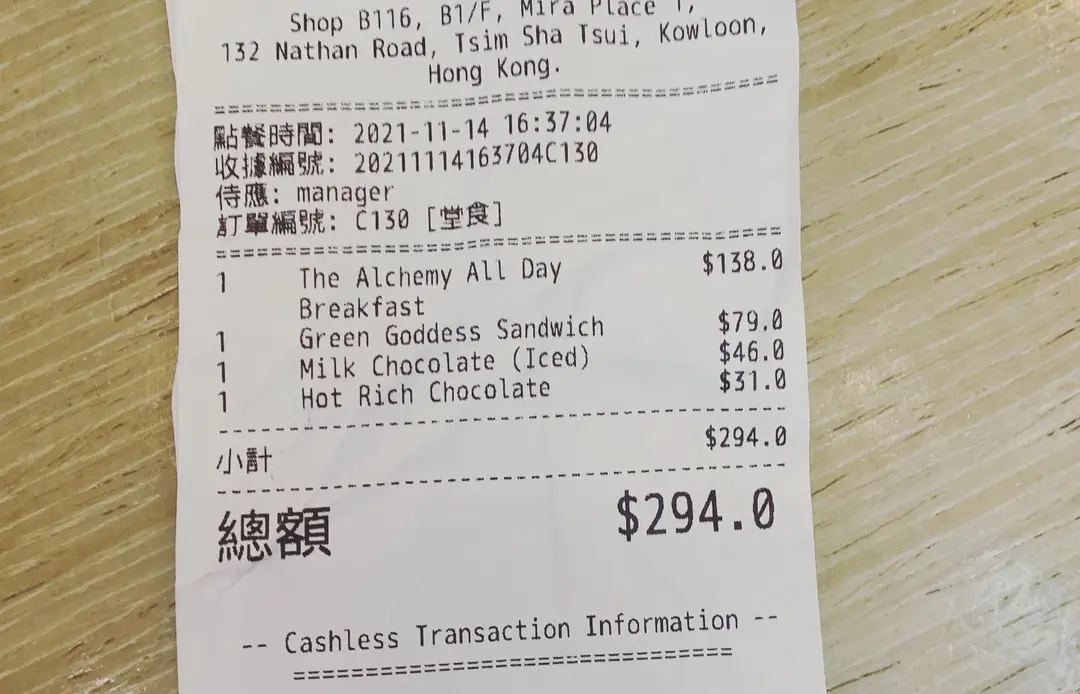 Shop B116, B1/F, Mira Place 1,
132 Nathan Road, Tsim Sha Tsui, Kowloon,
Hong Kong.
================================================
點餐時間: 2021-11-14 16:37:04
收據編號: 20211114163704C130
侍應: manager
訂單編號: C130 [堂食]
================================================
1 The Alchemy All Day $138.0
Breakfast
1 Green Goddess Sandwich $79.0
1 Milk Chocolate (Iced) $46.0
1 Hot Rich Chocolate $31.0
------------------------------------------------
小計 $294.0
------------------------------------------------
總額 $294.0
-- Cashless Transaction Information --
================================